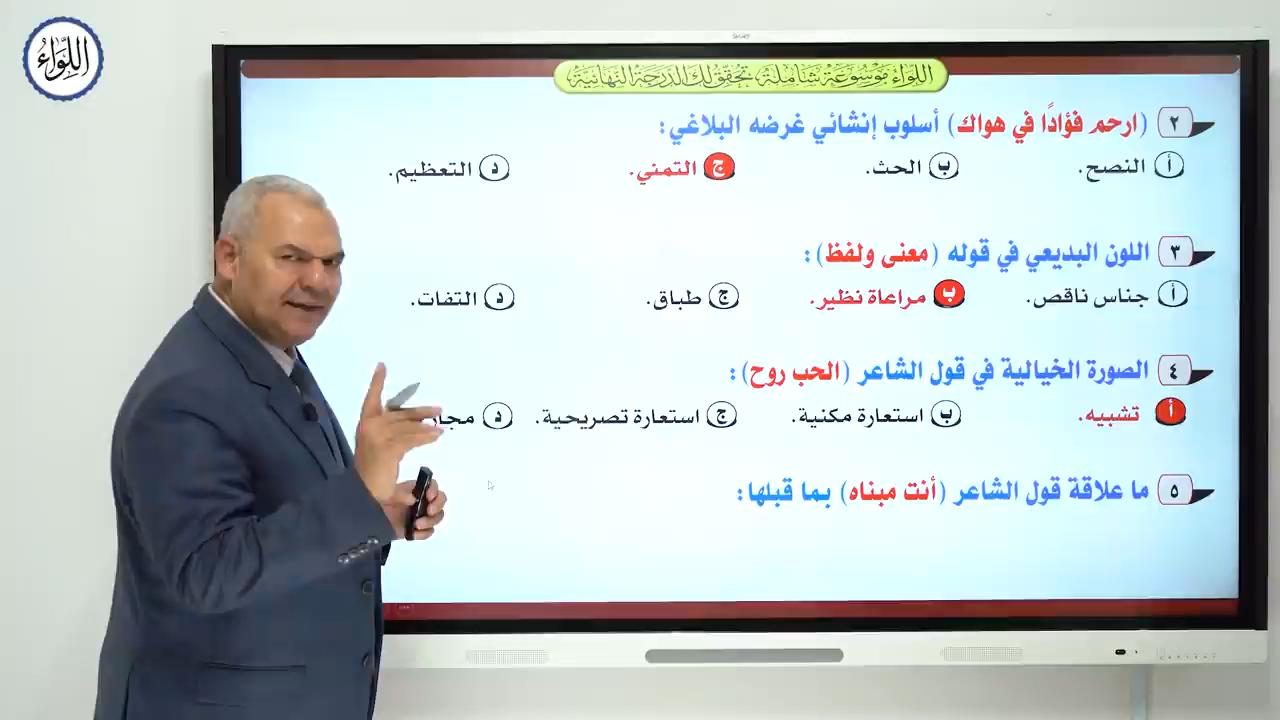 اللواء
اللواء موسوعة شاملة تحقق لك الدرجة النهائية
٢ (ارحم فؤادًا في هواك) أسلوب إنشائي غرضه البلاغي:
أ النصح. ب الحث. ج التمني. د التعظيم.
٣ اللون البديعي في قوله (معنى ولفظ):
أ جناس ناقص. ب مراعاة نظير. ج طباق. د التفات.
٤ الصورة الخيالية في قول الشاعر (الحب روح):
أ تشبيه. ب استعارة مكنية. ج استعارة تصريحية. د
٥ ما علاقة قول الشاعر (أنت مبناه) بما قبلها: